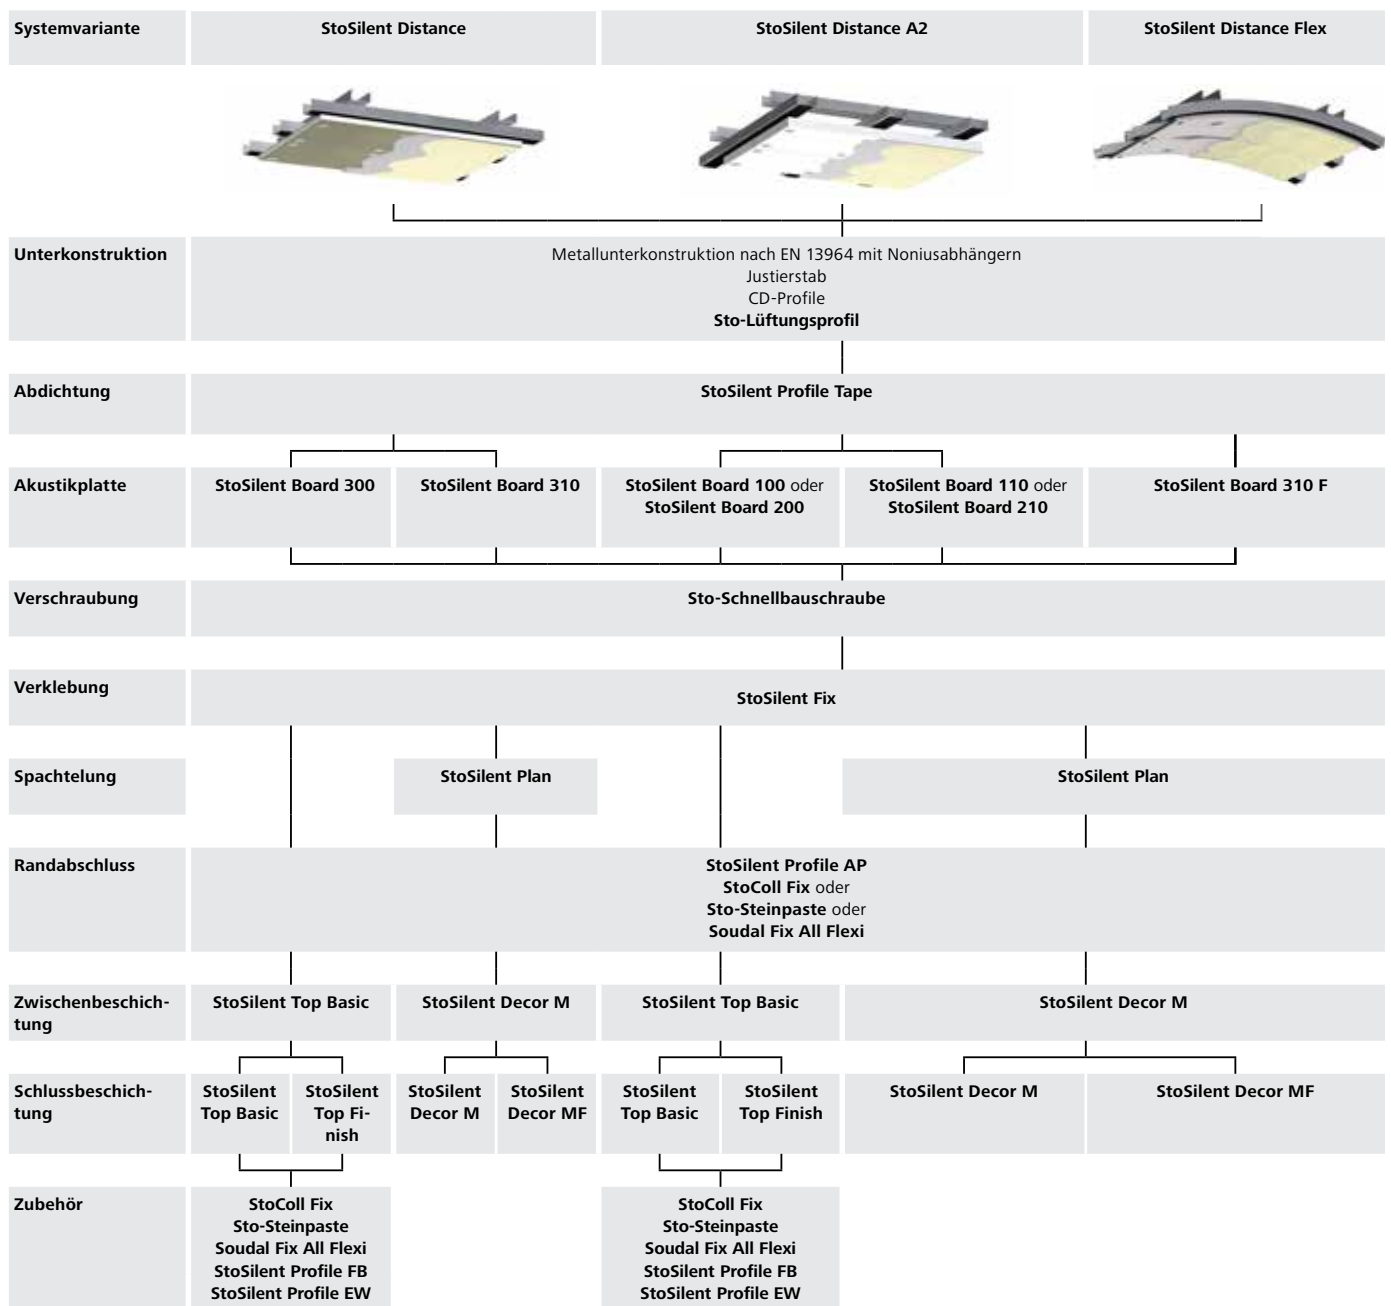 Systemvariante
StoSilent Distance
StoSilent Distance A2
StoSilent Distance Flex
Unterkonstruktion
Metallunterkonstruktion nach EN 13964 mit Noniusabhängern
Justierstab
CD-Profile
Sto-Lüftungsprofil
Abdichtung
StoSilent Profile Tape
Akustikplatte
StoSilent Board 300
StoSilent Board 310
StoSilent Board 100 oder
StoSilent Board 200
StoSilent Board 110 oder
StoSilent Board 210
StoSilent Board 310 F
Verschraubung
Sto-Schnellbauschraube
Verklebung
StoSilent Fix
Spachtelung
StoSilent Plan
StoSilent Plan
Randabschluss
StoSilent Profile AP
StoColl Fix oder
Sto-Steinpaste oder
Soudal Fix All Flexi
Zwischenbeschich-
tung
StoSilent Top Basic
StoSilent Decor M
StoSilent Top Basic
StoSilent Decor M
Schlussbeschich-
tung
StoSilent
Top Basic
StoSilent
Top Fi-
nish
StoSilent
Decor M
StoSilent
Decor MF
StoSilent
Top Basic
StoSilent
Top Finish
StoSilent Decor M
StoSilent Decor MF
Zubehör
StoColl Fix
Sto-Steinpaste
Soudal Fix All Flexi
StoSilent Profile FB
StoSilent Profile EW
StoColl Fix
Sto-Steinpaste
Soudal Fix All Flexi
StoSilent Profile FB
StoSilent Profile EW